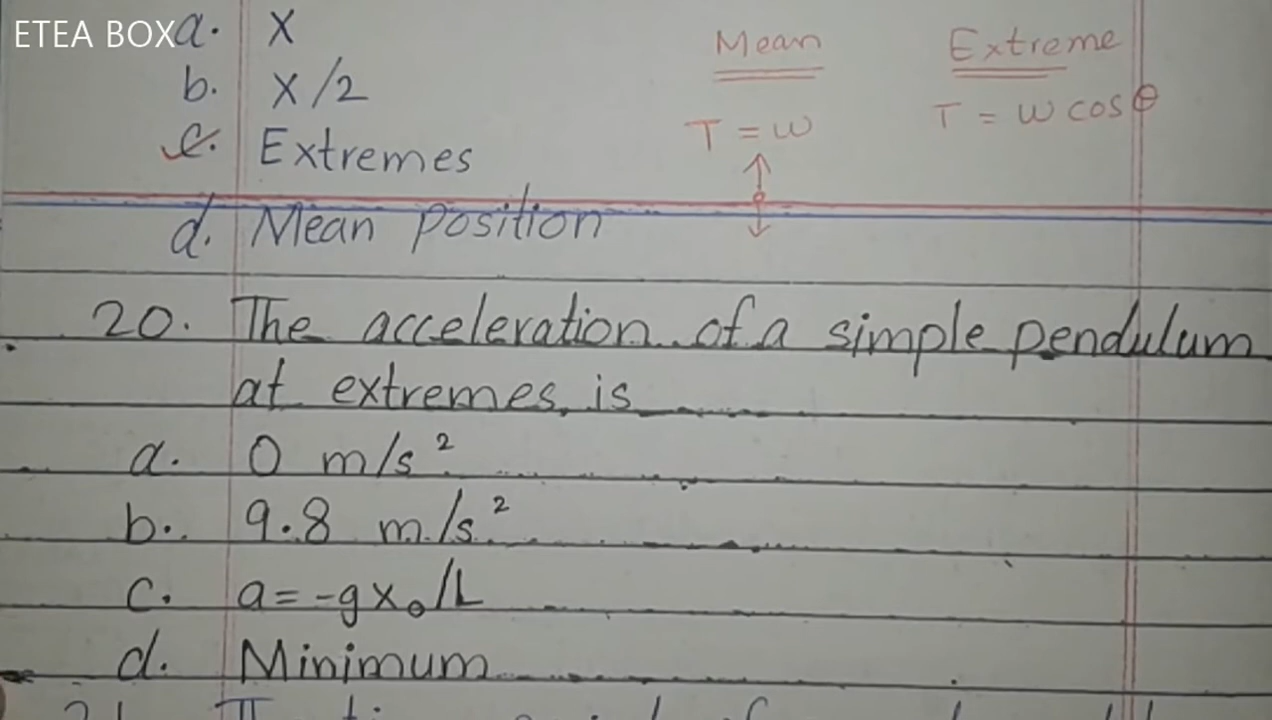 ETEA BOX
a. X
b. X/2
c. Extremes
Mean
T = W
Extreme
T = W cos θ
d. Mean position
20. The acceleration of a simple pendulum
at extremes is
a. 0 m/s²
b. 9.8 m/s²
c. a = -gx₀/L
d. Minimum